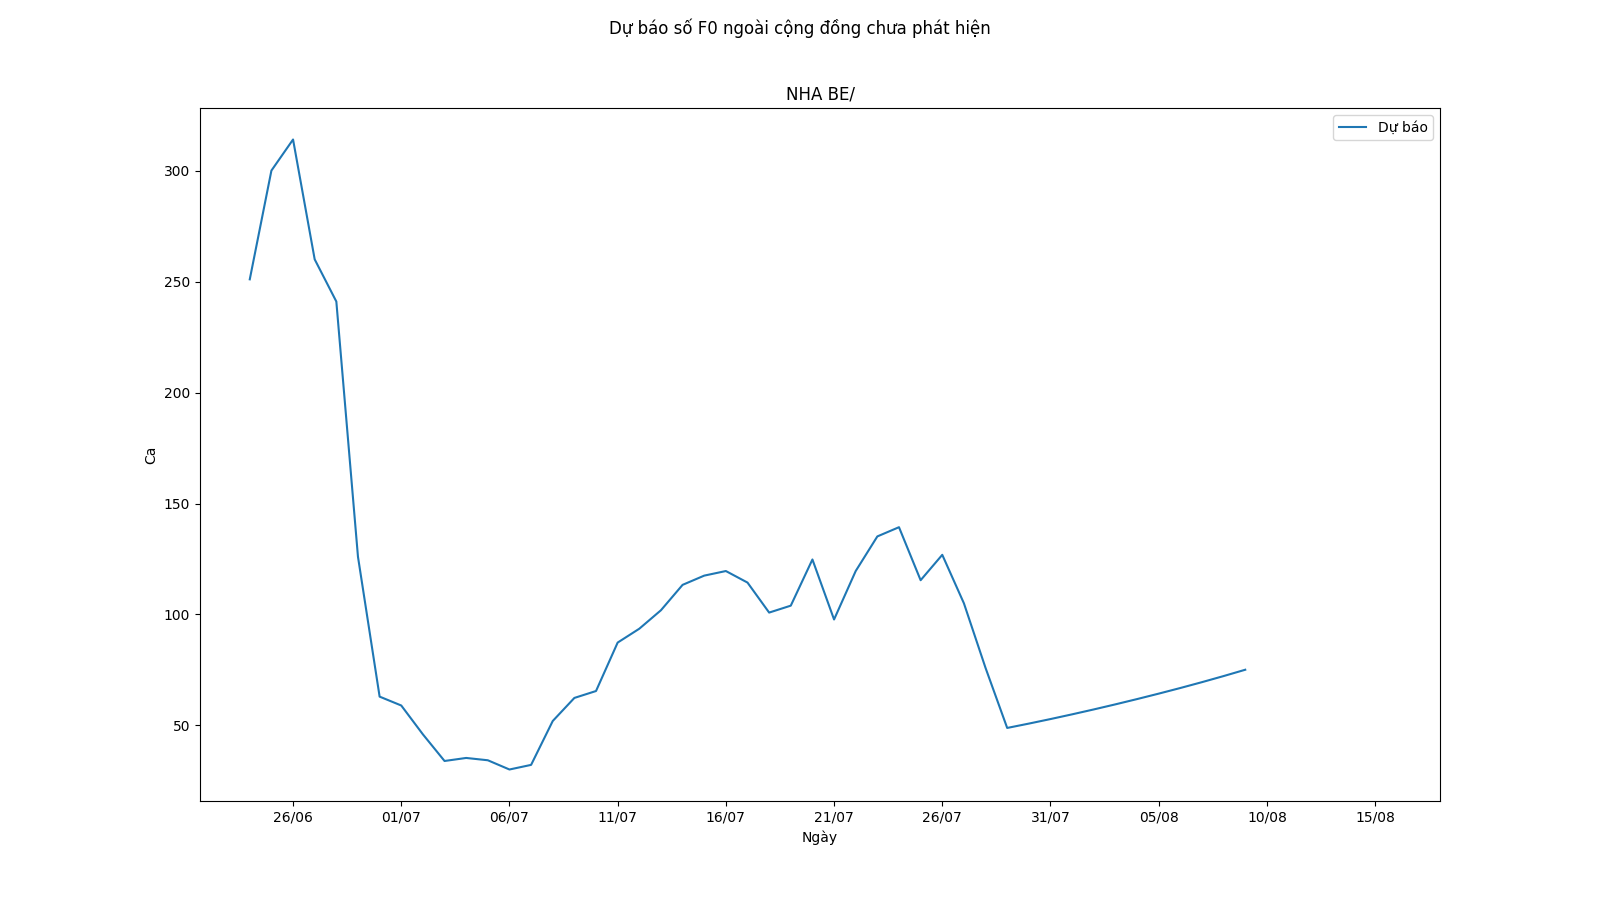 Dự báo số F0 ngoài cộng đồng chưa phát hiện
NHA BE/
Dự báo
300
250
200
150
100
50
Ca
26/06 01/07 06/07 11/07 16/07 21/07 26/07 31/07 05/08 10/08 15/08
Ngày